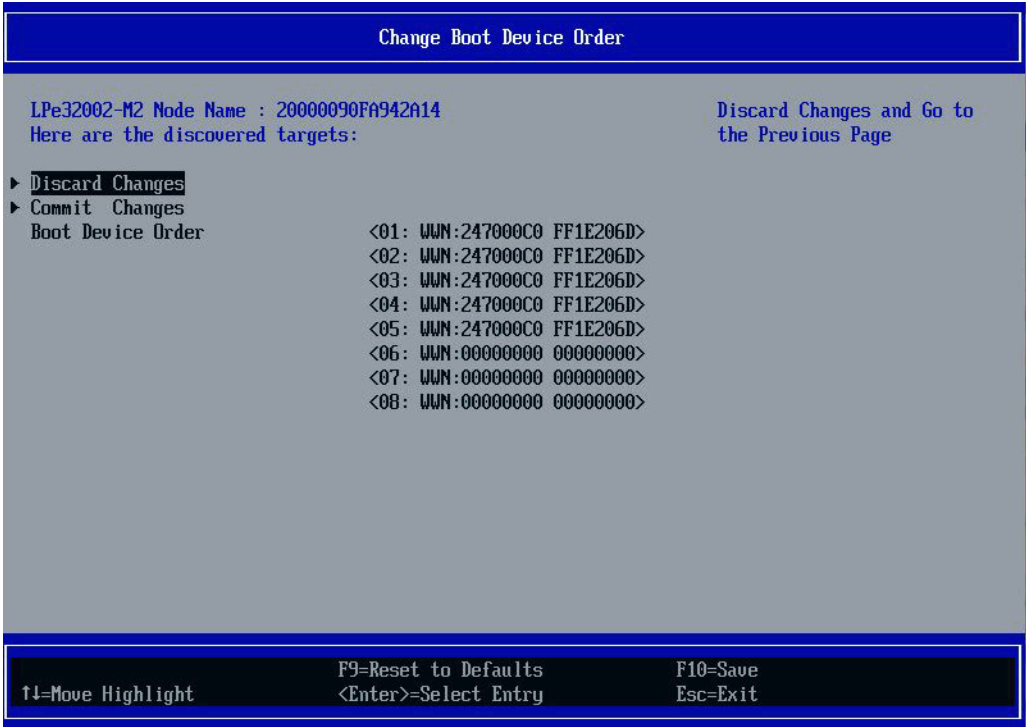 Change Boot Device Order
LPe32002-M2 Node Name : 20000090FA942A14
Here are the discovered targets:
Discard Changes and Go to
the Previous Page
Discard Changes
Commit Changes
Boot Device Order
<01: WWN:247000C0 FF1E206D>
<02: WWN:247000C0 FF1E206D>
<03: WWN:247000C0 FF1E206D>
<04: WWN:247000C0 FF1E206D>
<05: WWN:247000C0 FF1E206D>
<06: WWN:00000000 00000000>
<07: WWN:00000000 00000000>
<08: WWN:00000000 00000000>
F9=Reset to Defaults
F10=Save
↑↓=Move Highlight
<Enter>=Select Entry
Esc=Exit